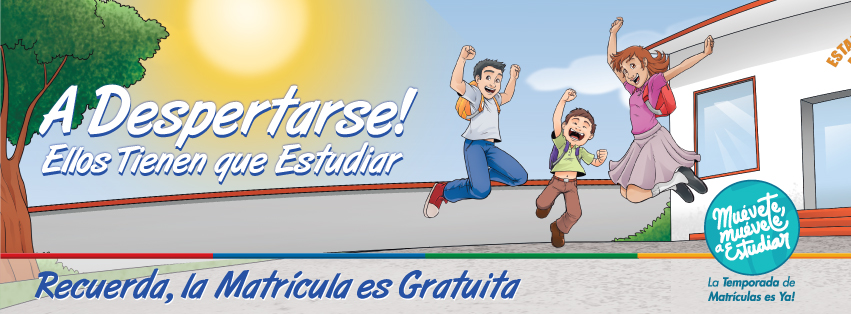 A Despertarse!
Ellos Tienen que Estudiar
Muévete,
muévete
a Estudiar
Recuerda, la Matrícula es Gratuita
La Temporada de
Matrículas es Ya!